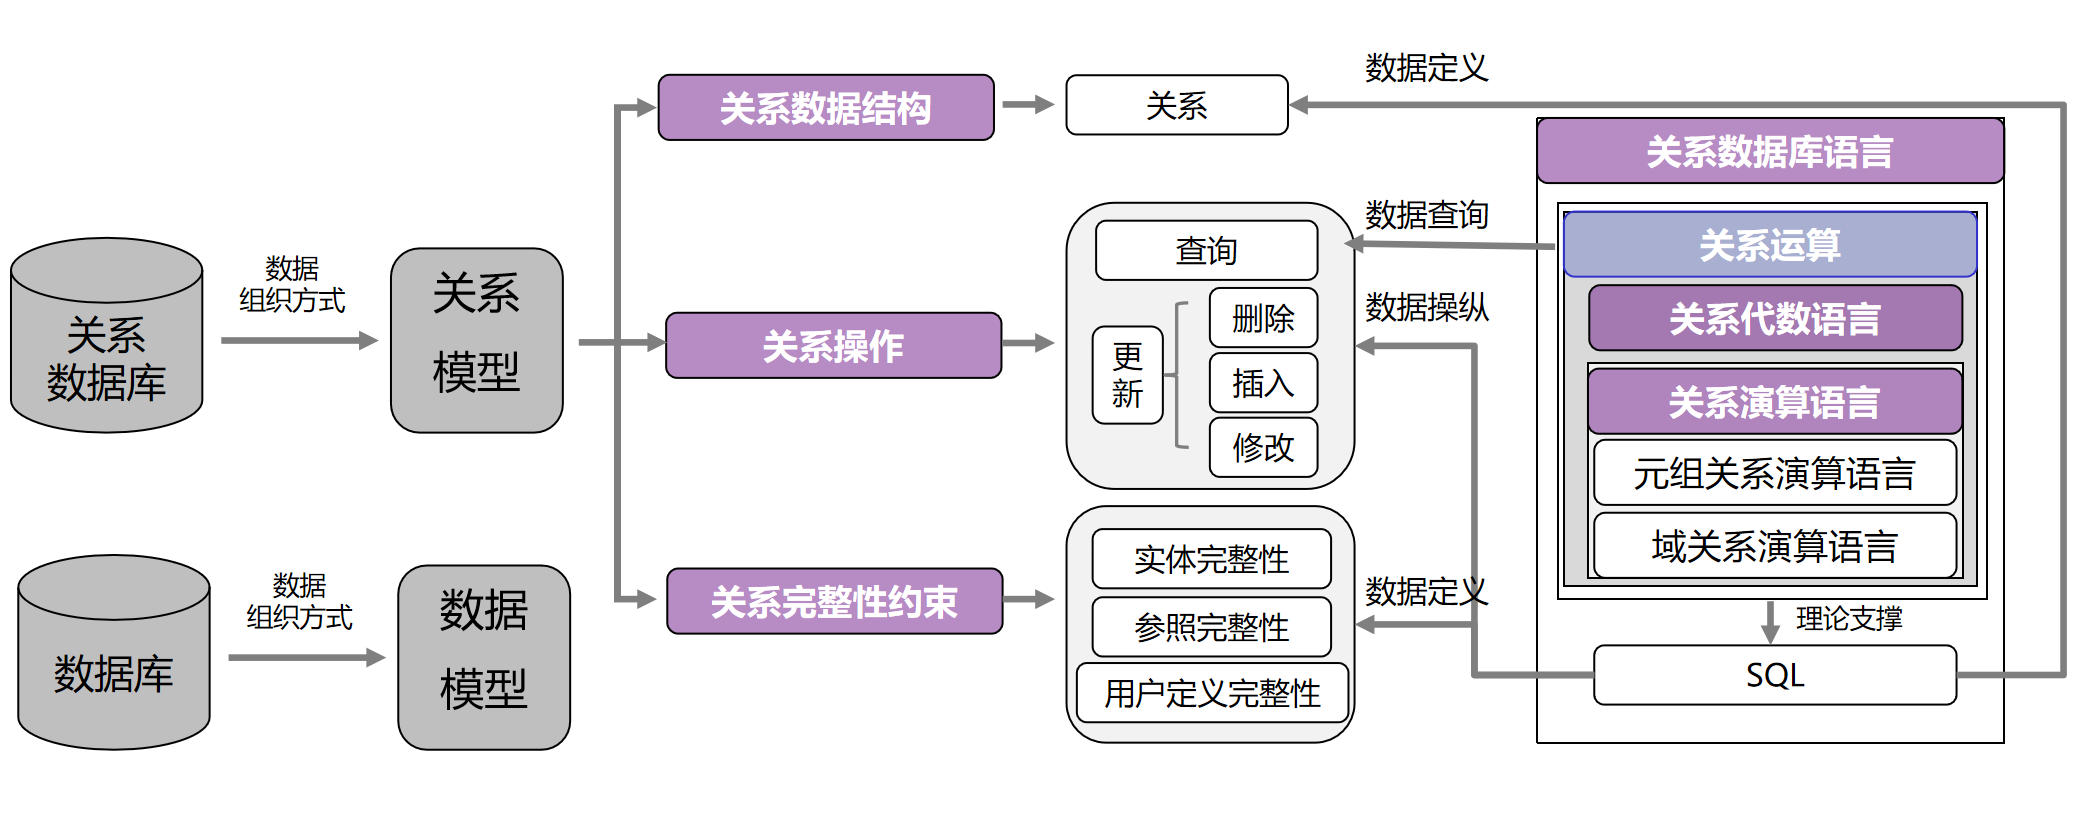 关系
数据库
数据
组织方式
关系
模型
数据库
数据
组织方式
数据
模型
关系数据结构
关系操作
关系完整性约束
关系
查询
更
新
删除
插入
修改
实体完整性
参照完整性
用户定义完整性
数据定义
数据查询
数据操纵
数据定义
关系数据库语言
关系运算
关系代数语言
关系演算语言
元组关系演算语言
域关系演算语言
理论支撑
SQL